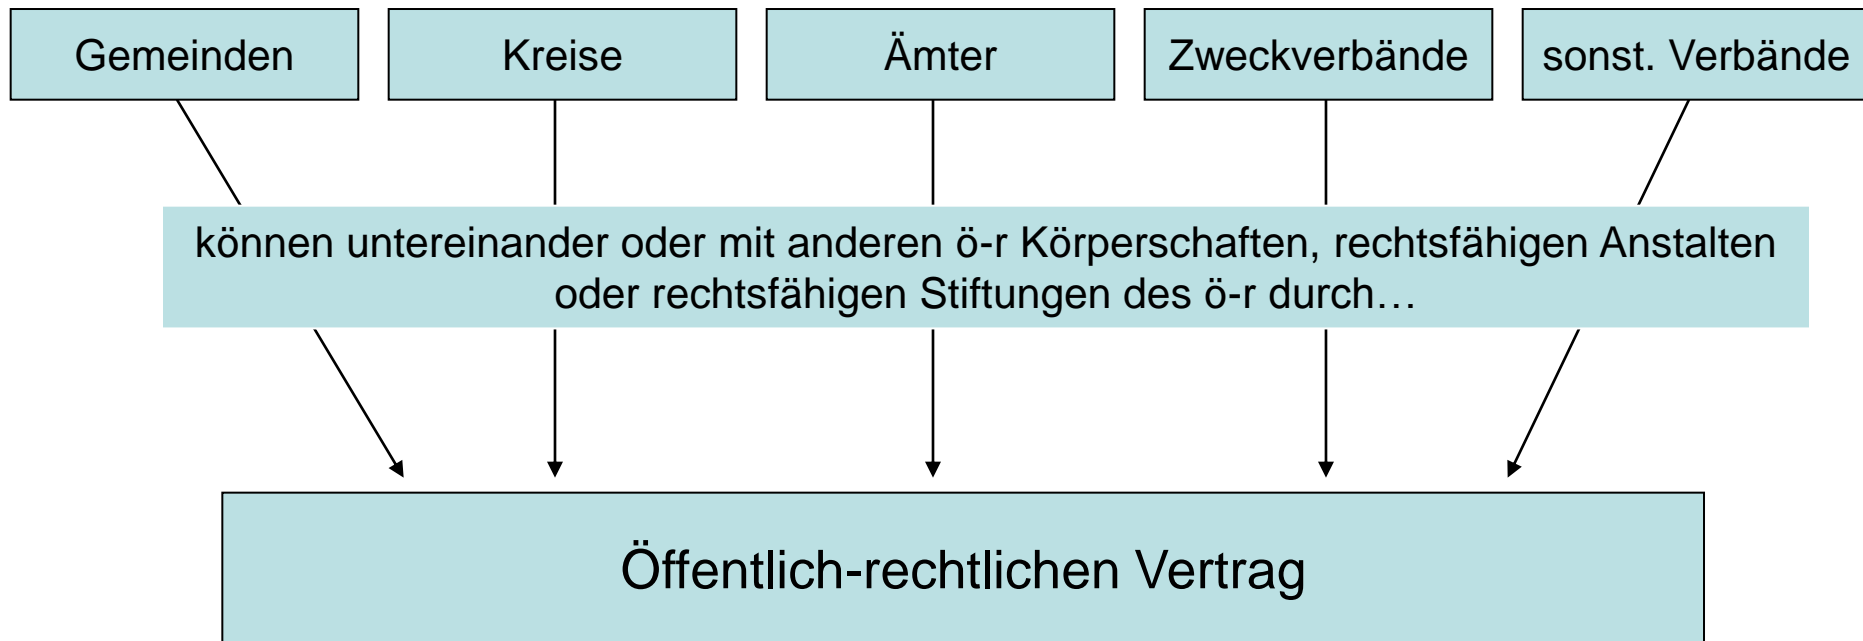 Gemeinden
Kreise
Ämter
Zweckverbände
sonst. Verbände
können untereinander oder mit anderen ö-r Körperschaften, rechtsfähigen Anstalten
oder rechtsfähigen Stiftungen des ö-r durch…
Öffentlich-rechtlichen Vertrag